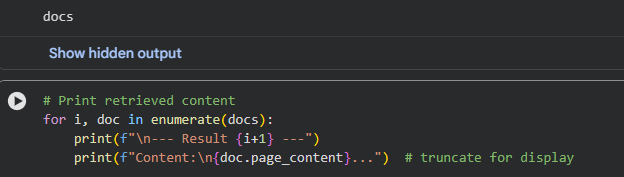 docs
Show hidden output
# Print retrieved content
for i, doc in enumerate(docs):
    print(f"\n--- Result {i+1} ---")
    print(f"Content:\n{doc.page_content}...")  # truncate for display